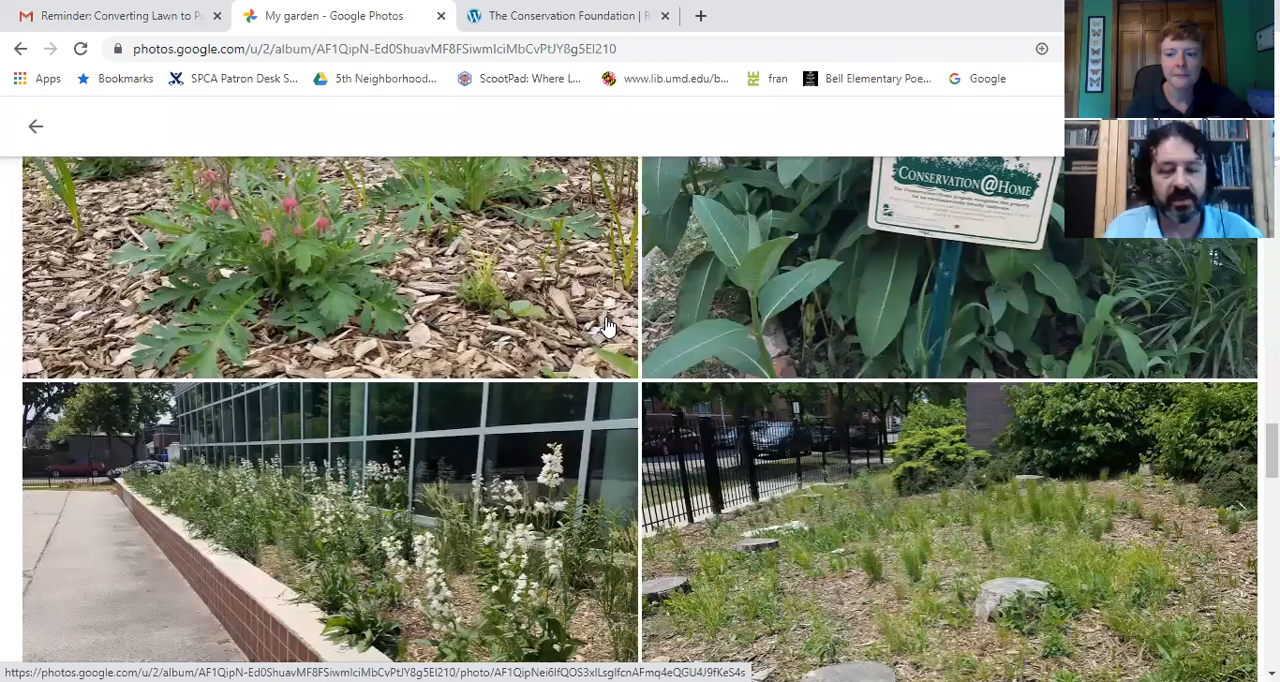 Reminder: Converting Lawn to P
My garden - Google Photos
The Conservation Foundation | R
photos.google.com/u/2/album/AF1QipN-Ed0ShuavMF8FSiwmIciMbCvPtJY8g5El210
Apps
Bookmarks
SPCA Patron Desk S...
5th Neighborhood...
ScootPad: Where L...
www.lib.umd.edu/b...
fran
Bell Elementary Poe...
Google
CONSERVATION@HOME
https://photos.google.com/u/2/album/AF1QipN-Ed0ShuavMF8FSiwmIciMbCvPtJY8g5El210/photo/AF1QipNei6lfQOS3xILsglfcnAFmq4eQGU4J9fKeS4s